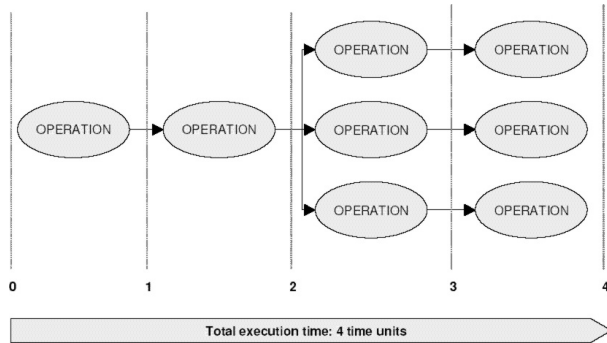 OPERATION OPERATION
OPERATION OPERATION OPERATION OPERATION
OPERATION OPERATION
0 1 2 3 4
Total execution time: 4 time units